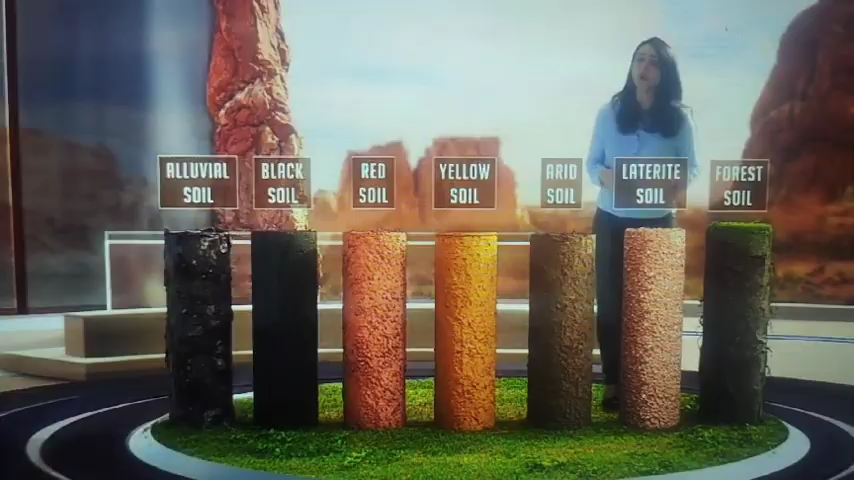 ALLUVIAL
SOIL
BLACK
SOIL
RED
SOIL
YELLOW
SOIL
ARID
SOIL
LATERITE
SOIL
FOREST
SOIL